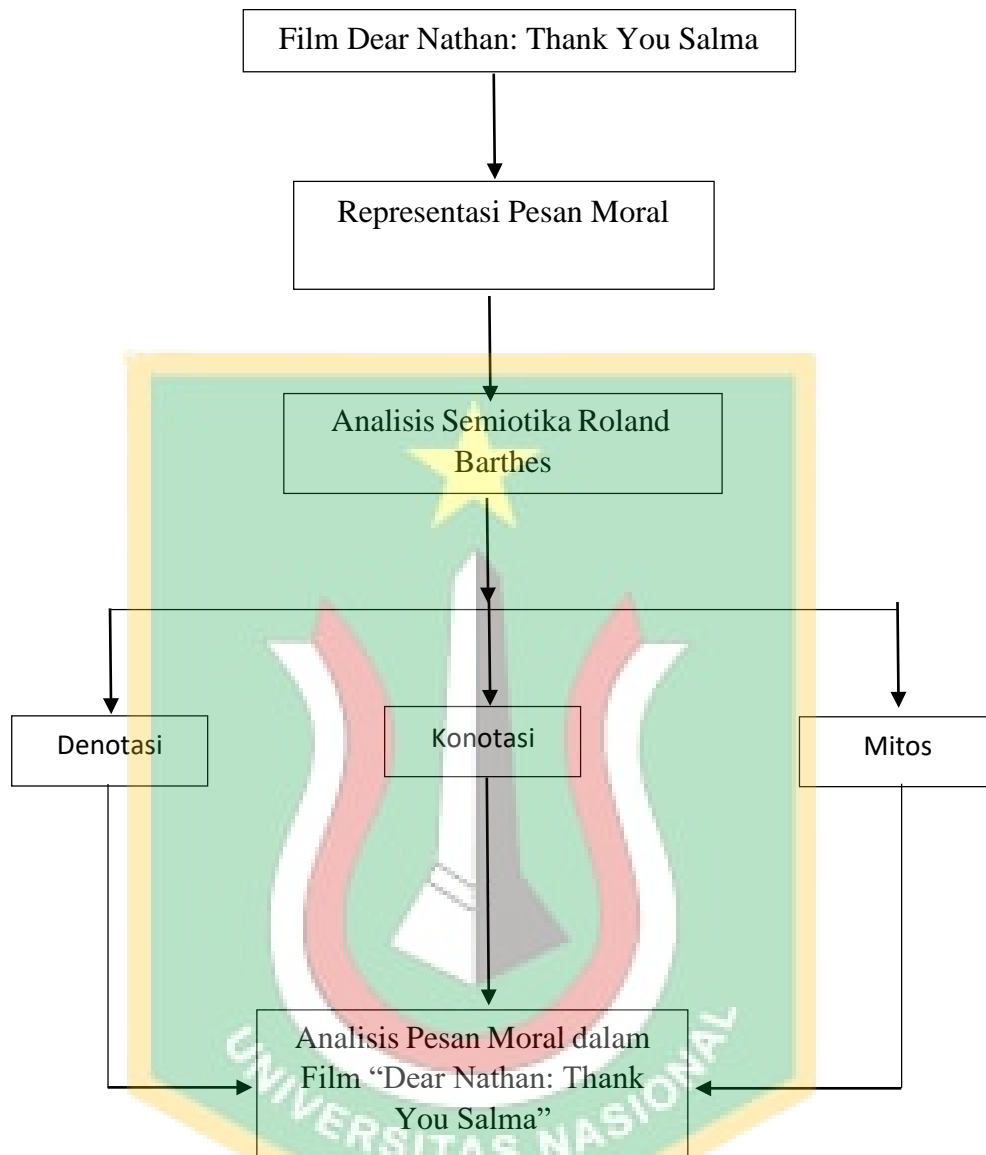 Film Dear Nathan: Thank You Salma
Representasi Pesan Moral
Analisis Semiotika Roland
Barthes
Denotasi
Konotasi
Mitos
Analisis Pesan Moral dalam
Film “Dear Nathan: Thank
You Salma”
UNIVERSITAS NASIONAL